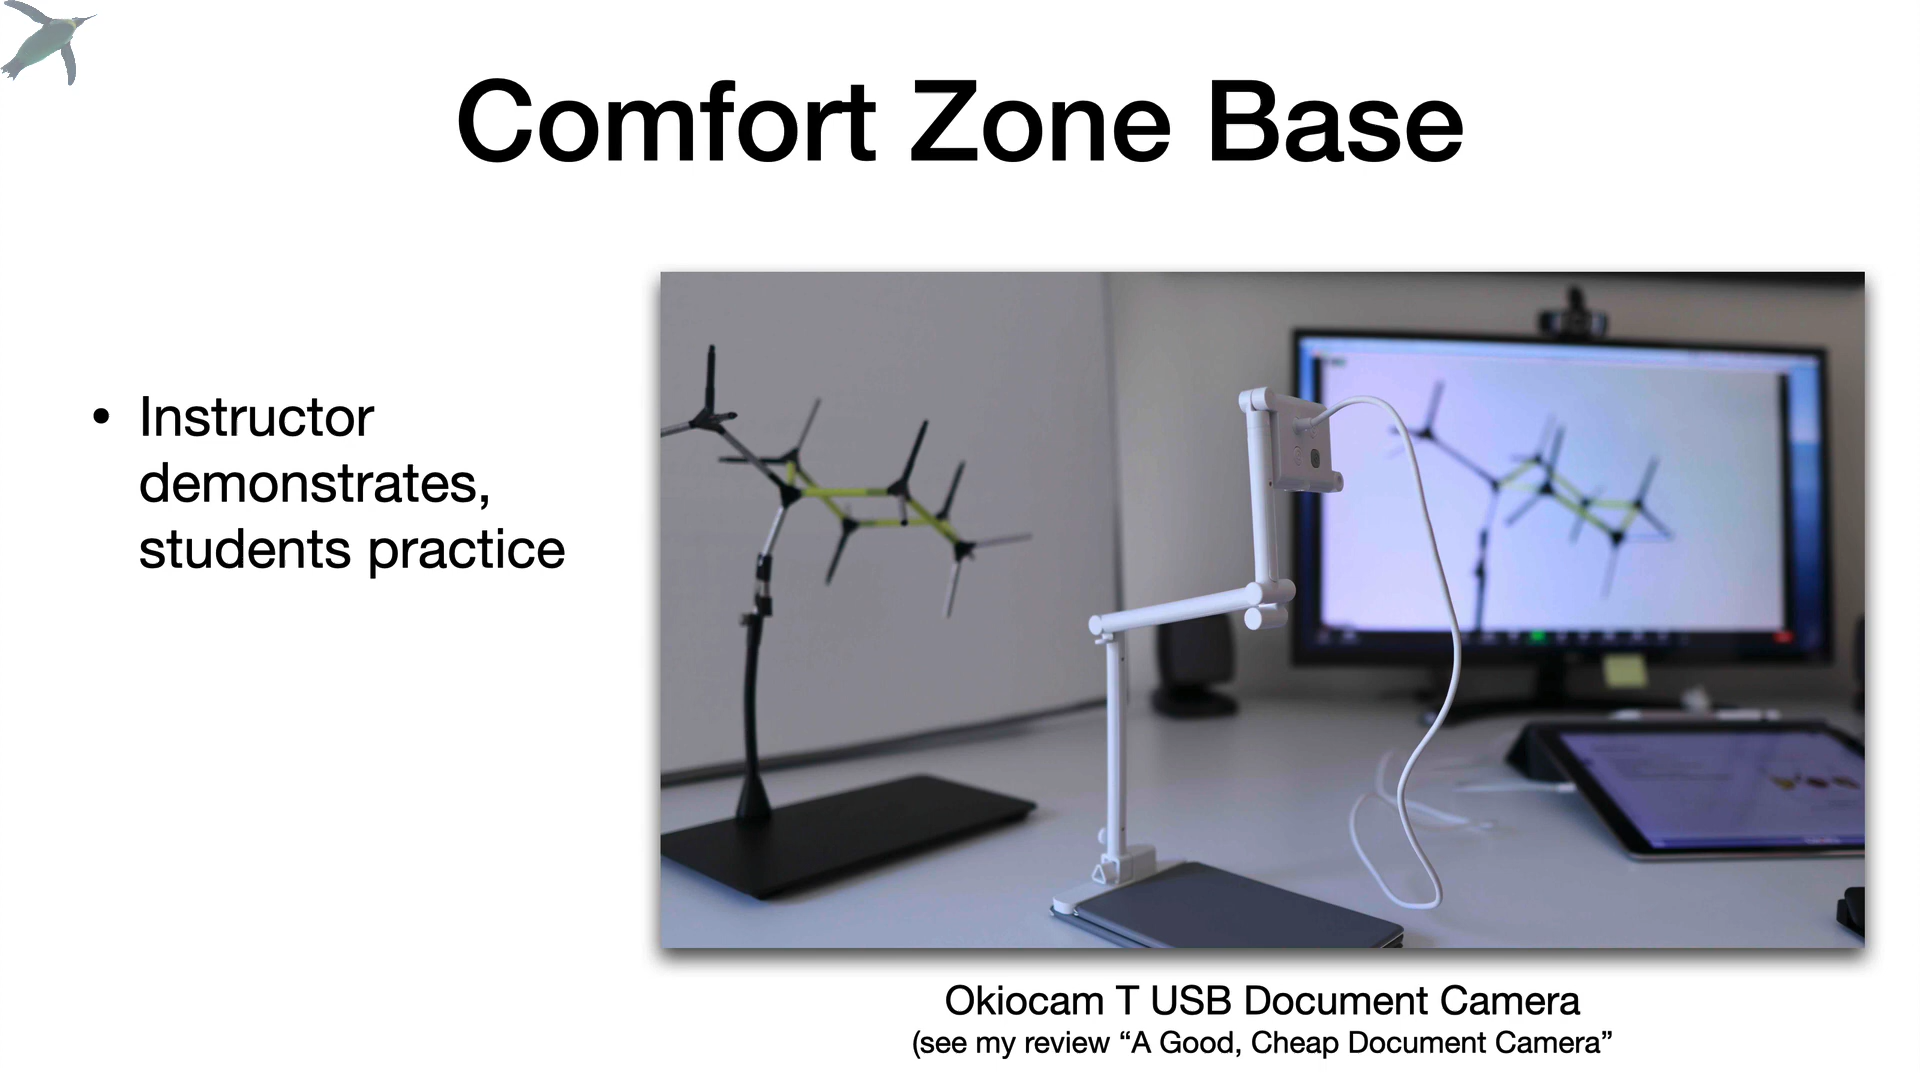 Comfort Zone Base
• Instructor
demonstrates,
students practice
Okiocam T USB Document Camera
(see my review “A Good, Cheap Document Camera”